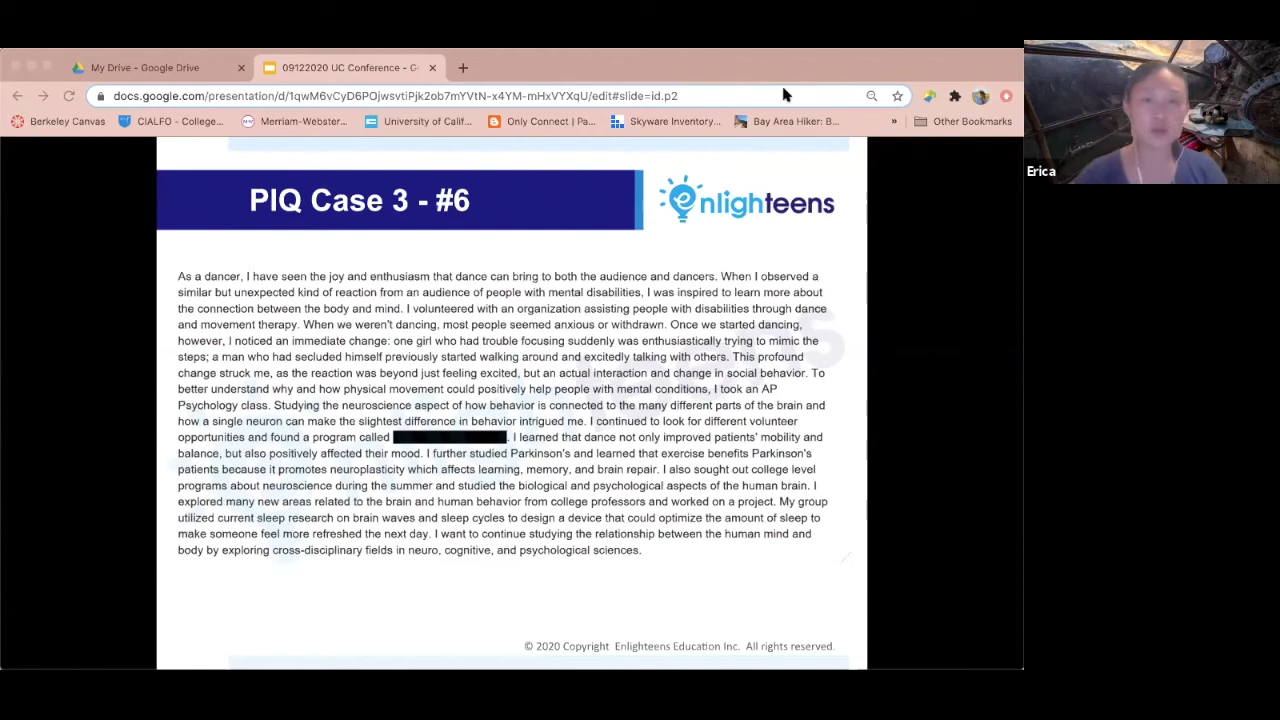 My Drive - Google Drive
09122020 UC Conference - G
docs.google.com/presentation/d/1qwM6vCyD6POjwsvtiPjk2ob7mYVtN-x4YM-mHxVYXqU/edit#slide=id.p2
Berkeley Canvas
CIALFO - College...
Merriam-Webster...
University of Calif...
Only Connect | Pa...
Skyware Inventory...
Bay Area Hiker: B...
»
Other Bookmarks
Erica
PIQ Case 3 - #6
enlighteens
As a dancer, I have seen the joy and enthusiasm that dance can bring to both the audience and dancers. When I observed a
similar but unexpected kind of reaction from an audience of people with mental disabilities, I was inspired to learn more about
the connection between the body and mind. I volunteered with an organization assisting people with disabilities through dance
and movement therapy. When we weren't dancing, most people seemed anxious or withdrawn. Once we started dancing,
however, I noticed an immediate change: one girl who had trouble focusing suddenly was enthusiastically trying to mimic the
steps; a man who had secluded himself previously started walking around and excitedly talking with others. This profound
change struck me, as the reaction was beyond just feeling excited, but an actual interaction and change in social behavior. To
better understand why and how physical movement could positively help people with mental conditions, I took an AP
Psychology class. Studying the neuroscience aspect of how behavior is connected to the many different parts of the brain and
how a single neuron can make the slightest difference in behavior intrigued me. I continued to look for different volunteer
opportunities and found a program called . I learned that dance not only improved patients' mobility and
balance, but also positively affected their mood. I further studied Parkinson's and learned that exercise benefits Parkinson's
patients because it promotes neuroplasticity which affects learning, memory, and brain repair. I also sought out college level
programs about neuroscience during the summer and studied the biological and psychological aspects of the human brain. I
explored many new areas related to the brain and human behavior from college professors and worked on a project. My group
utilized current sleep research on brain waves and sleep cycles to design a device that could optimize the amount of sleep to
make someone feel more refreshed the next day. I want to continue studying the relationship between the human mind and
body by exploring cross-disciplinary fields in neuro, cognitive, and psychological sciences.
© 2020 Copyright Enlighteens Education Inc. All rights reserved.